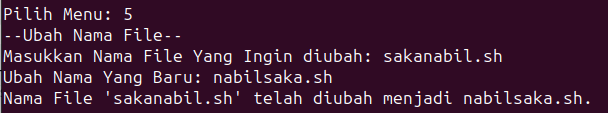 Pilih Menu: 5
--Ubah Nama File--
Masukkan Nama File Yang Ingin diubah: sakanabil.sh
Ubah Nama Yang Baru: nabilsaka.sh
Nama File 'sakanabil.sh' telah diubah menjadi nabilsaka.sh.